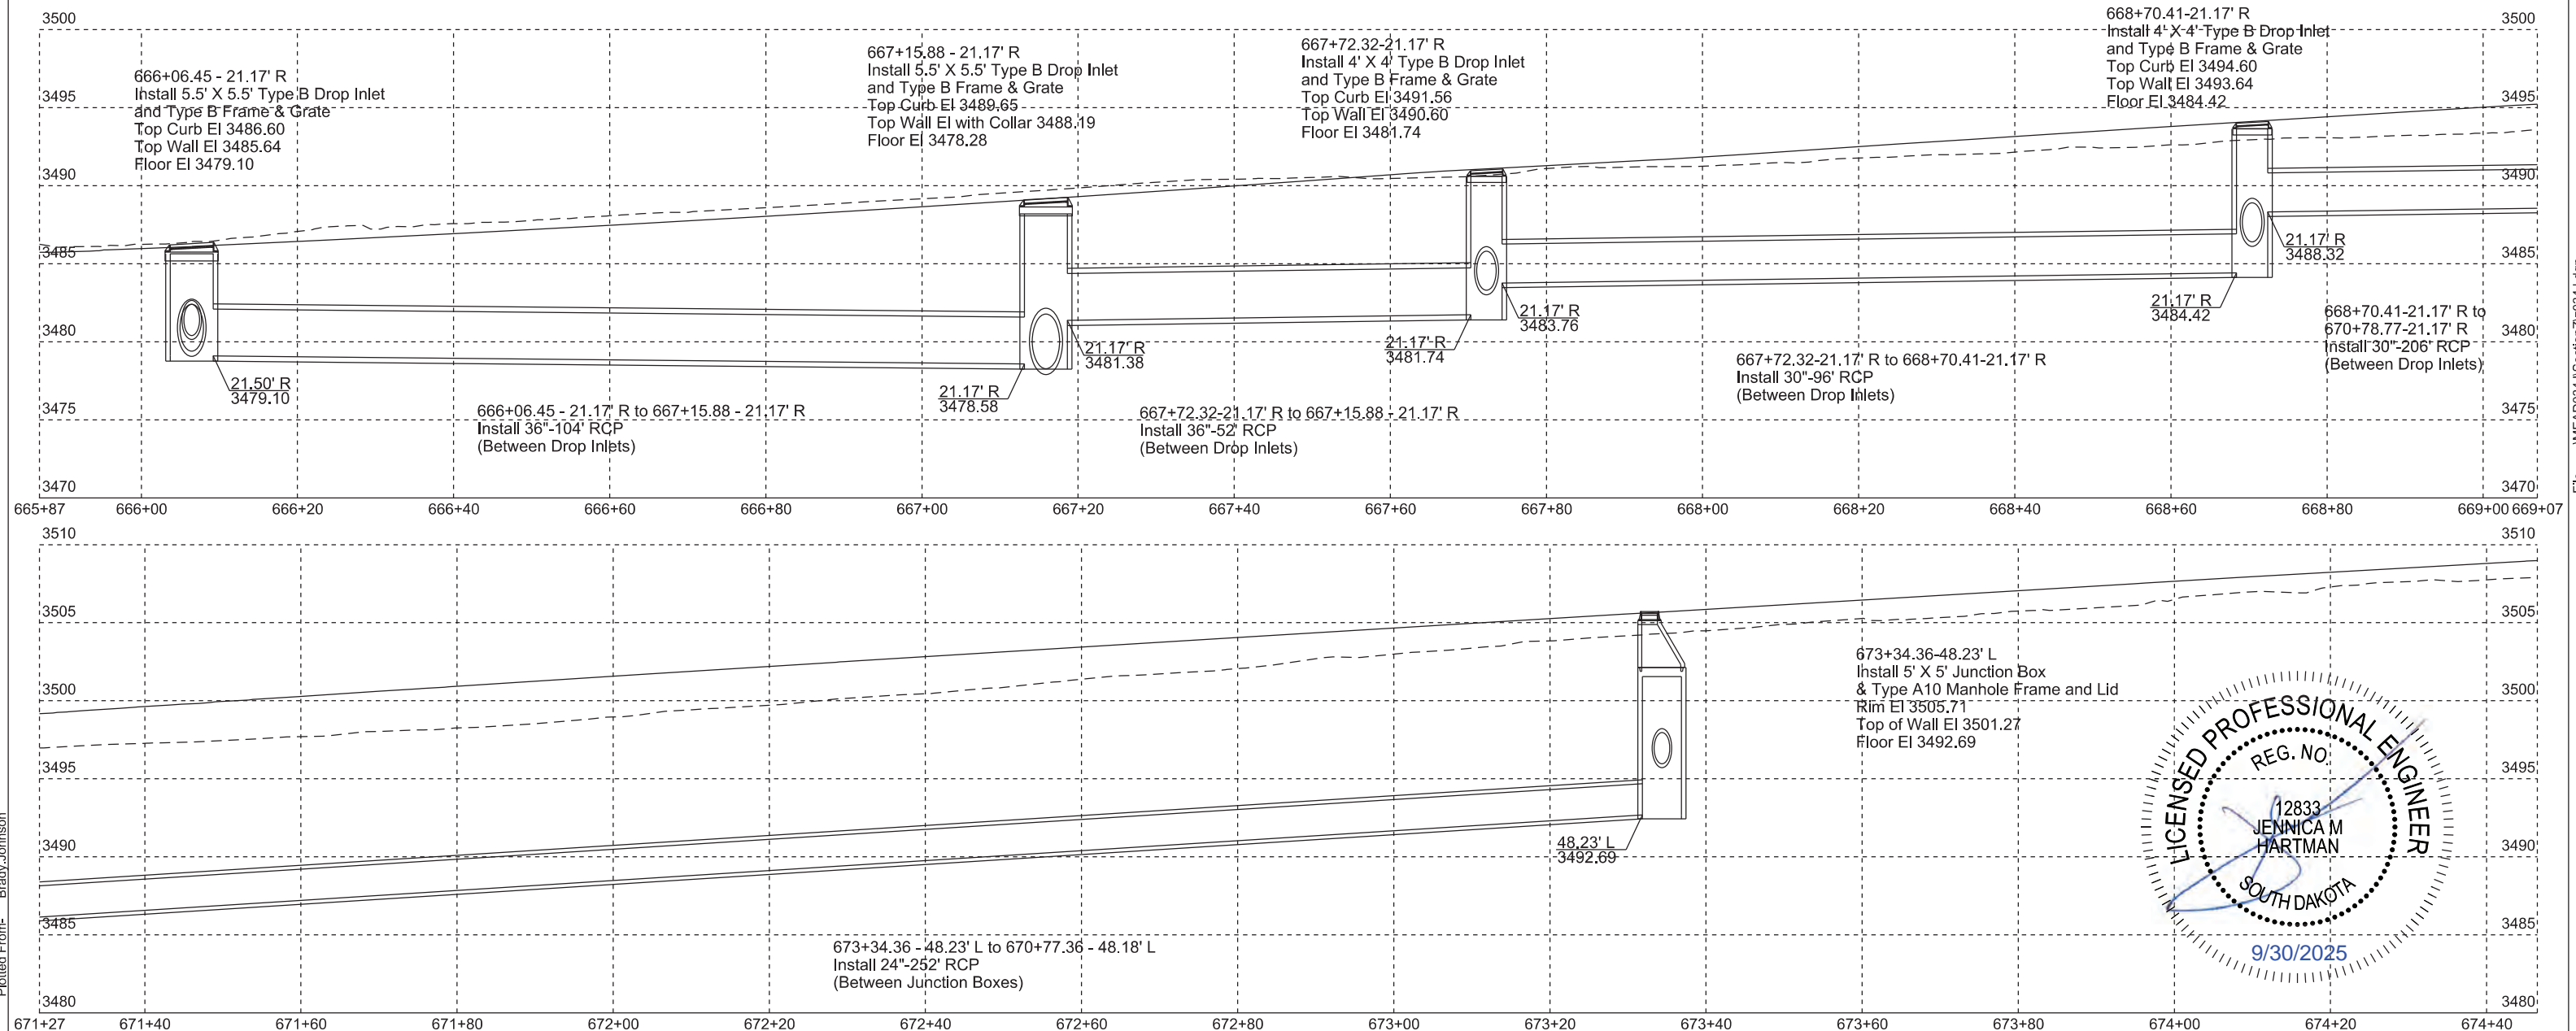 3500
3500
666+06.45 - 21.17' R
Install 5.5' X 5.5' Type B Drop Inlet
and Type B Frame & Grate
Top Curb El 3486.60
Top Wall El 3485.64
Floor El 3479.10
667+15.88 - 21.17' R
Install 5.5' X 5.5' Type B Drop Inlet
and Type B Frame & Grate
Top Curb El 3489.65
Top Wall El with Collar 3488.19
Floor El 3478.28
667+72.32-21.17' R
Install 4' X 4' Type B Drop Inlet
and Type B Frame & Grate
Top Curb El 3491.56
Top Wall El 3490.60
Floor El 3481.74
668+70.41-21.17' R
Install 4' X 4' Type B Drop Inlet
and Type B Frame & Grate
Top Curb El 3494.60
Top Wall El 3493.64
Floor El 3484.42
3495
3495
3490
3490
3485
3485
3480
3480
3475
3475
3470
3470
21.50' R
3479.10
21.17' R
3478.58
21.17' R
3481.38
21.17' R
3481.74
21.17' R
3483.76
21.17' R
3484.42
21.17' R
3488.32
666+06.45 - 21.17' R to 667+15.88 - 21.17' R
Install 36"-104' RCP
(Between Drop Inlets)
667+72.32-21.17' R to 667+15.88 - 21.17' R
Install 36"-52' RCP
(Between Drop Inlets)
667+72.32-21.17' R to 668+70.41-21.17' R
Install 30"-96' RCP
(Between Drop Inlets)
668+70.41-21.17' R to
670+78.77-21.17' R
Install 30"-206' RCP
(Between Drop Inlets)
665+87 666+00 666+20 666+40 666+60 666+80 667+00 667+20 667+40 667+60 667+80 668+00 668+20 668+40 668+60 668+80 669+00 669+07
3510
3510
3505
3505
3500
3500
3495
3495
3490
3490
3485
3485
3480
3480
673+34.36-48.23' L
Install 5' X 5' Junction Box
& Type A10 Manhole Frame and Lid
Rim El 3505.71
Top of Wall El 3501.27
Floor El 3492.69
48.23' L
3492.69
673+34.36 - 48.23' L to 670+77.36 - 48.18' L
Install 24"-252' RCP
(Between Junction Boxes)
LICENSED PROFESSIONAL ENGINEER
REG. NO.
12833
JENNICA M
HARTMAN
SOUTH DAKOTA
9/30/2025
671+27 671+40 671+60 671+80 672+00 672+20 672+40 672+60 672+80 673+00 673+20 673+40 673+60 673+80 674+00 674+20 674+40
Plotted From- Brady.Johnson